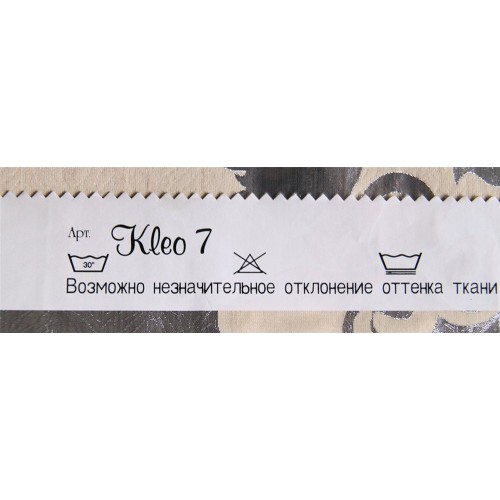 Арт. Kleo 7
30°
Возможно незначительное отклонение оттенка ткани